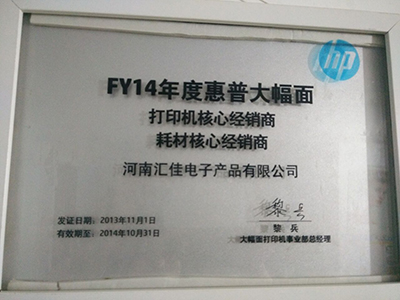 hp
FY14年度惠普大幅面
打印机核心经销商
耗材核心经销商
河南汇佳电子产品有限公司
发证日期：2013年11月1日
有效期至：2014年10月31日
黎兵
黎 兵
大幅面打印机事业部总经理